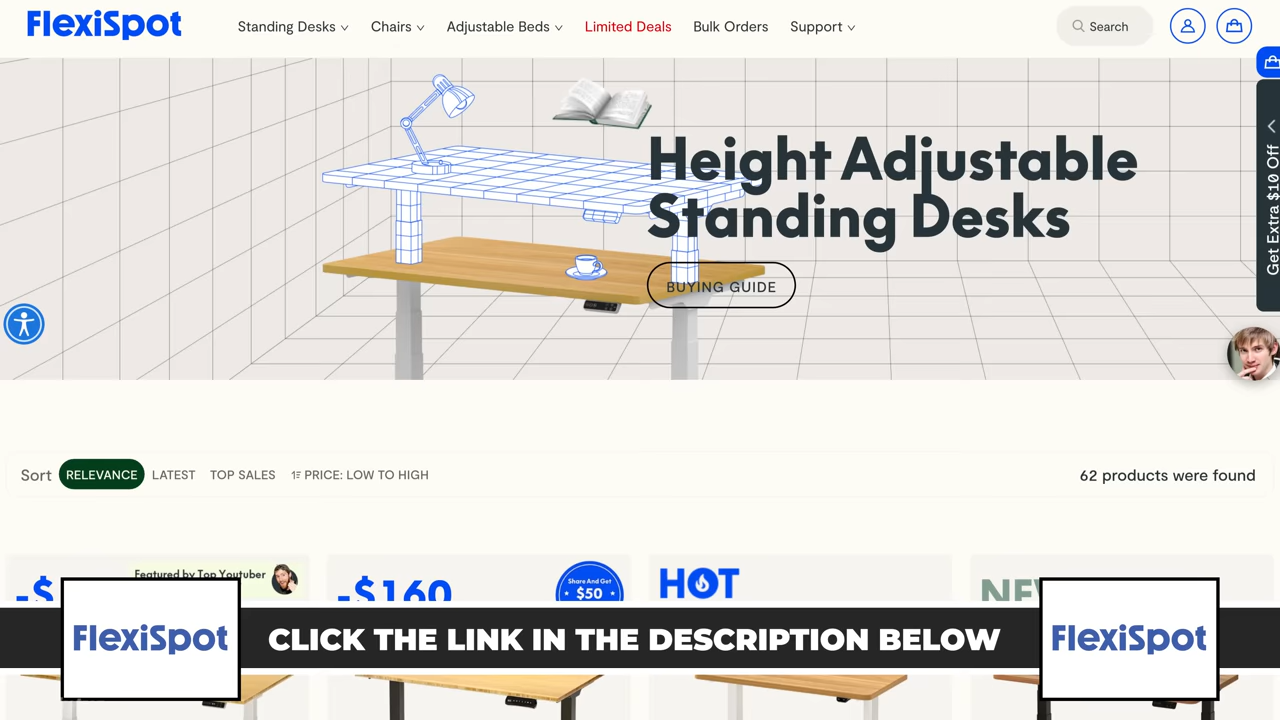 FlexiSpot
Standing Desks
Chairs
Adjustable Beds
Limited Deals
Bulk Orders
Support
Search
Get Extra $10 Off
Height Adjustable
Standing Desks
BUYING GUIDE
Sort
RELEVANCE
LATEST
TOP SALES
PRICE: LOW TO HIGH
62 products were found
-$
Featured by Top Youtuber
-$160
Share And Get
$50
HOT
FlexiSpot
CLICK THE LINK IN THE DESCRIPTION BELOW
FlexiSpot